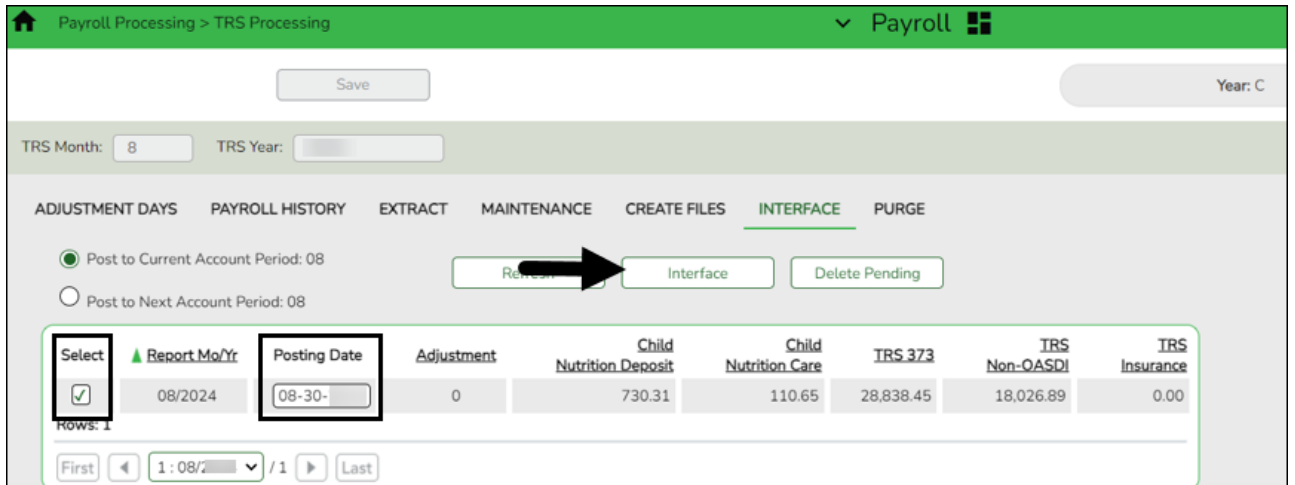 Payroll Processing > TRS Processing
Payroll
Save
Year: C
TRS Month: 8 TRS Year:
ADJUSTMENT DAYS PAYROLL HISTORY EXTRACT MAINTENANCE CREATE FILES INTERFACE PURGE
Post to Current Account Period: 08
Interface Delete Pending
Post to Next Account Period: 08
Select Report Mo/Yr Posting Date Adjustment Child Nutrition Deposit Child Nutrition Care TRS 373 TRS Non-OASDI TRS Insurance
08/2024 08-30- 0 730.31 110.65 28,838.45 18,026.89 0.00
Rows: 1
First 1 : 08/ / 1 Last